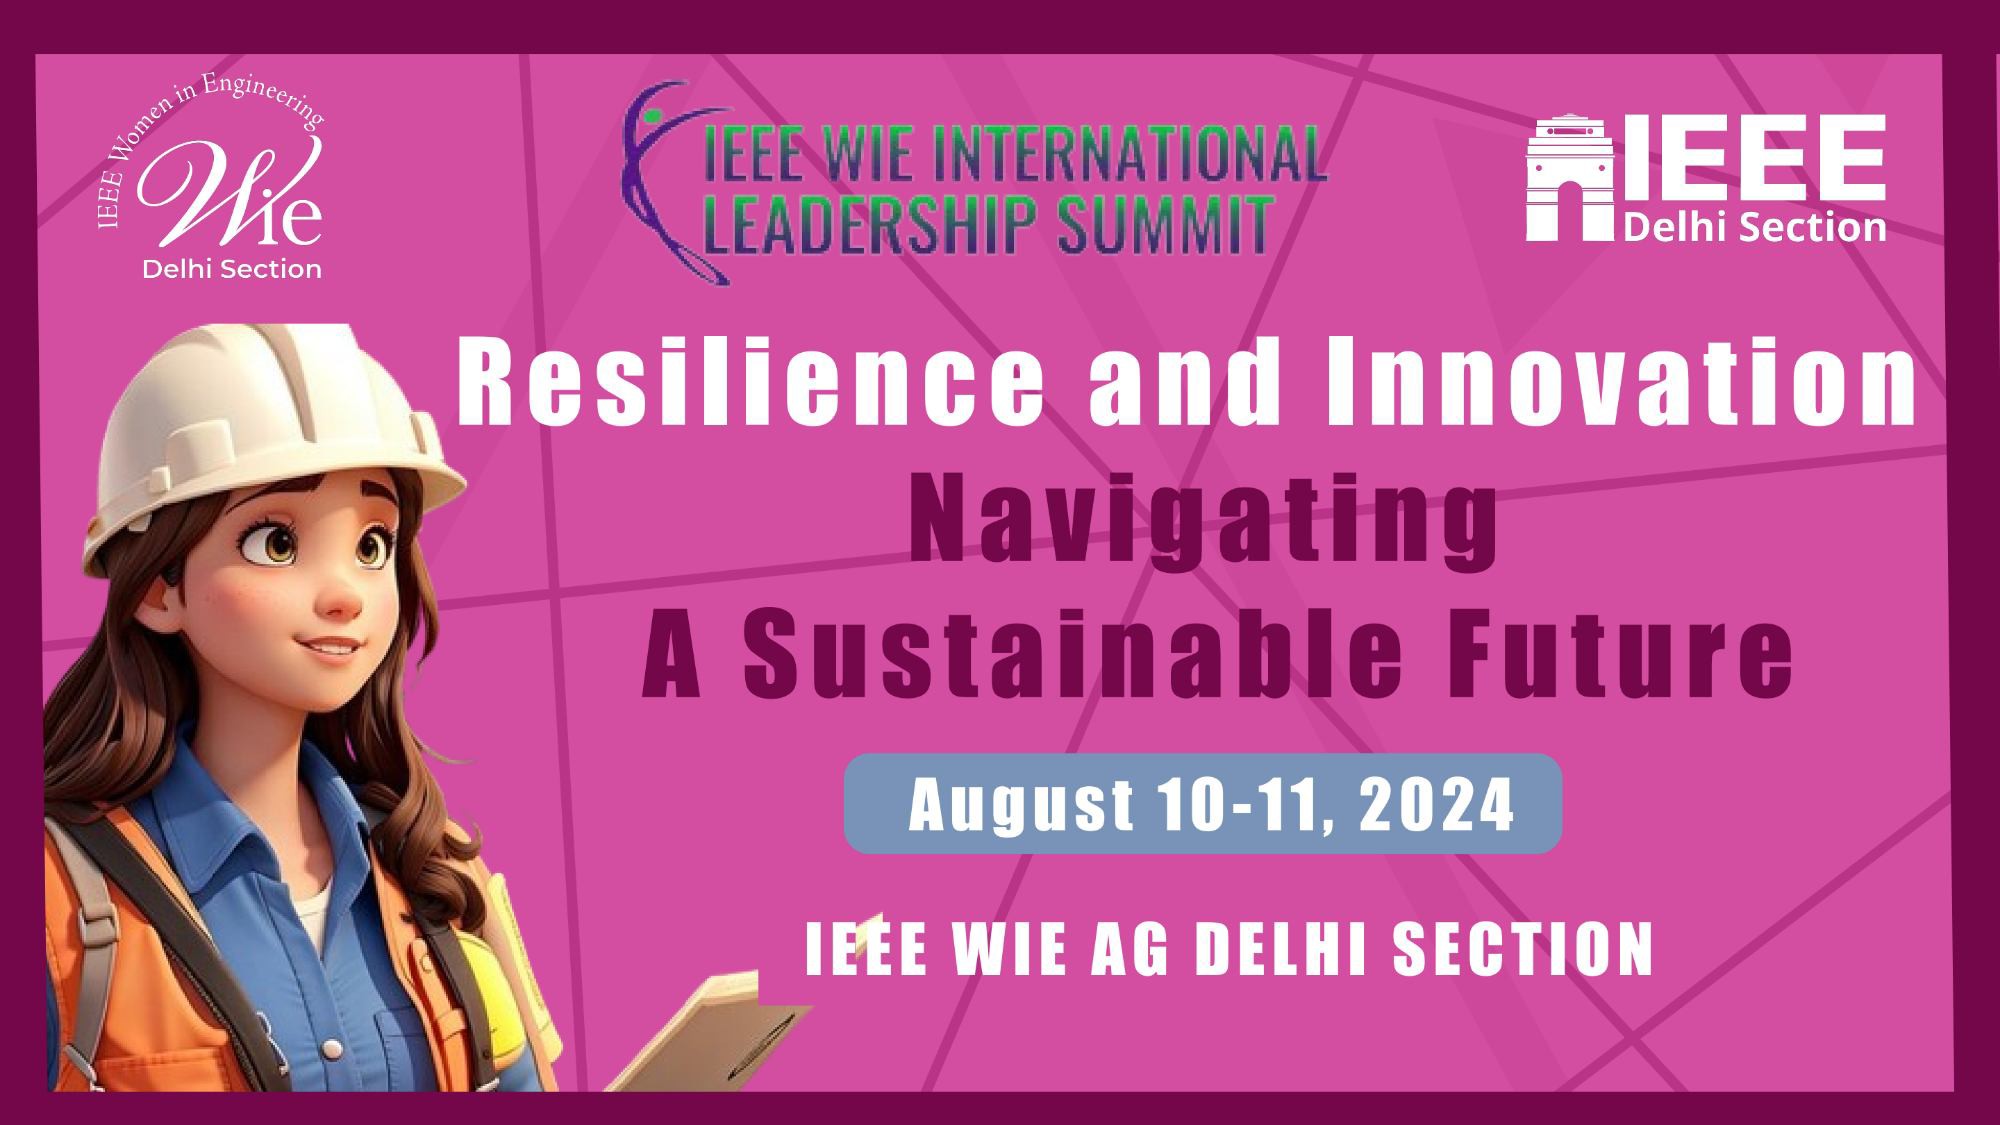 IEEE Women in Engineering
Wie
Delhi Section
IEEE WIE INTERNATIONAL
LEADERSHIP SUMMIT
IEEE
Delhi Section
Resilience and Innovation
Navigating
A Sustainable Future
August 10-11, 2024
IEEE WIE AG DELHI SECTION